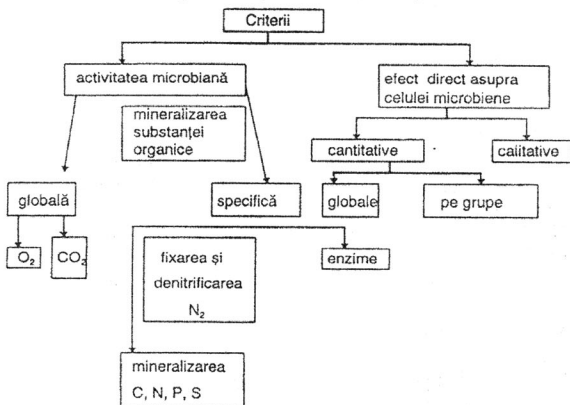 Criterii
activitatea microbiană
efect direct asupra
celulei microbiene
mineralizarea
substanței
organice
cantitative
calitative
globală
specifică
globale
pe grupe
O₂
CO₂
fixarea și
denitrificarea
N₂
enzime
mineralizarea
C, N, P, S